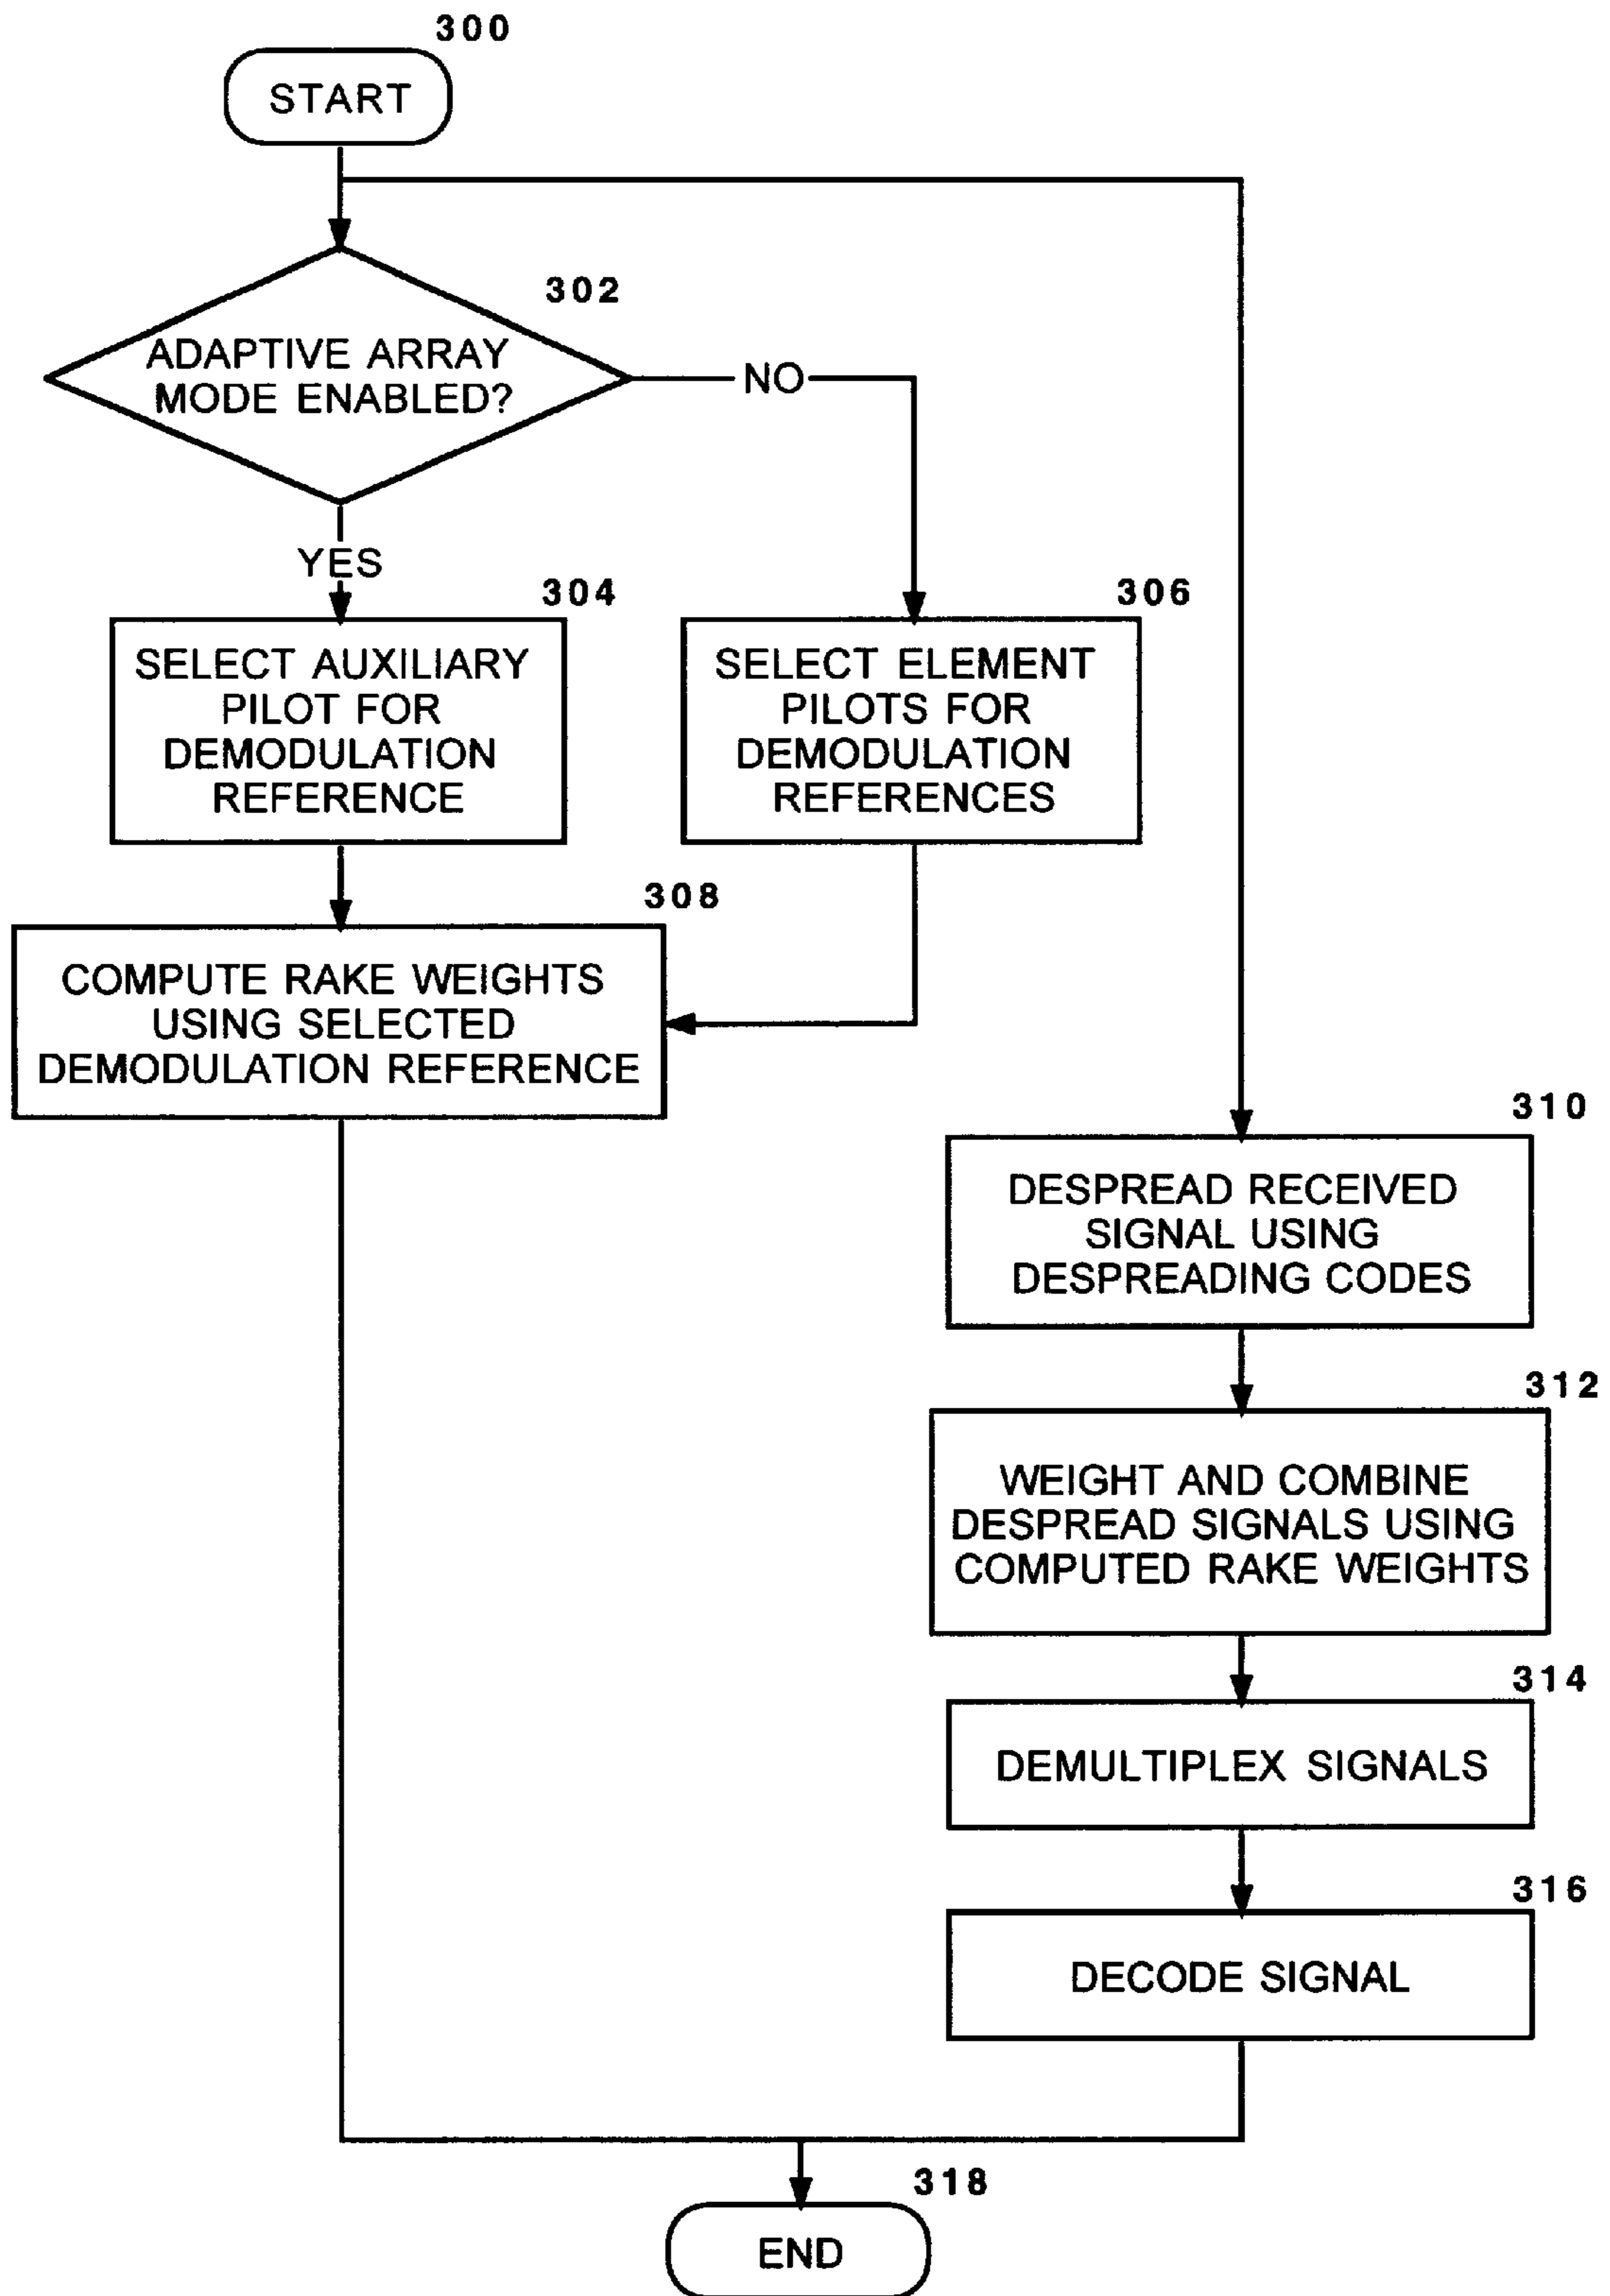 300
START
302
ADAPTIVE ARRAY
MODE ENABLED?
NO
YES
304
SELECT AUXILIARY
PILOT FOR
DEMODULATION
REFERENCE
306
SELECT ELEMENT
PILOTS FOR
DEMODULATION
REFERENCES
308
COMPUTE RAKE WEIGHTS
USING SELECTED
DEMODULATION REFERENCE
310
DESPREAD RECEIVED
SIGNAL USING
DESPREADING CODES
312
WEIGHT AND COMBINE
DESPREAD SIGNALS USING
COMPUTED RAKE WEIGHTS
314
DEMULTIPLEX SIGNALS
316
DECODE SIGNAL
318
END